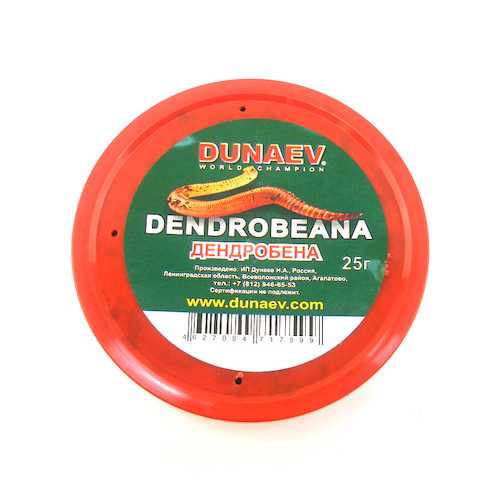 DUNAEV
WORLD CHAMPION
DENDROBEANA
ДЕНДРОБЕНА
25г
Произведено: ИП Дунаев Н.А., Россия,
Ленинградская область, Всеволожский район, Агалатово,
тел.: +7 (812) 946-65-53
Сертификации не подлежит.
www.dunaev.com
4627094717599